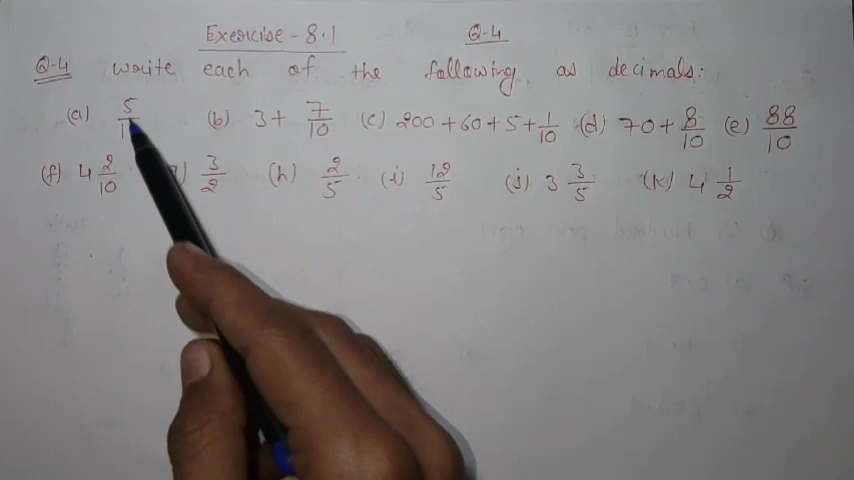 Exercise - 8.1 Q-4
Q-4 Write each of the following as decimals:
(a) 5/1 (b) 3+ 7/10 (c) 200+60+5+1/10 (d) 70+8/10 (e) 88/10
(f) 4 2/10 ) 3/2 (h) 2/5 (i) 12/5 (j) 3 3/5 (k) 4 1/2